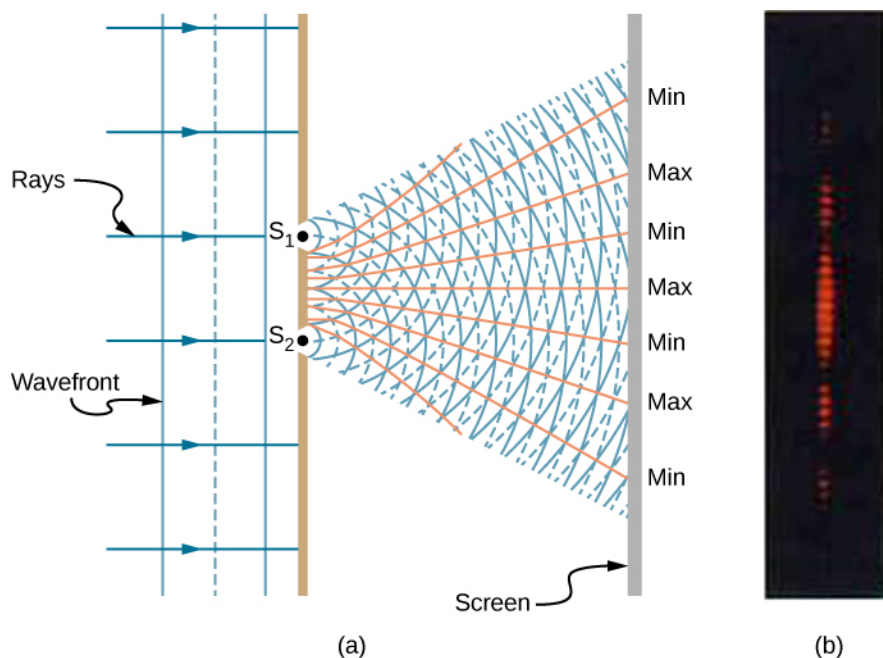 Rays
S1
S2
Wavefront
Min
Max
Min
Max
Min
Max
Min
Screen
(a)
(b)